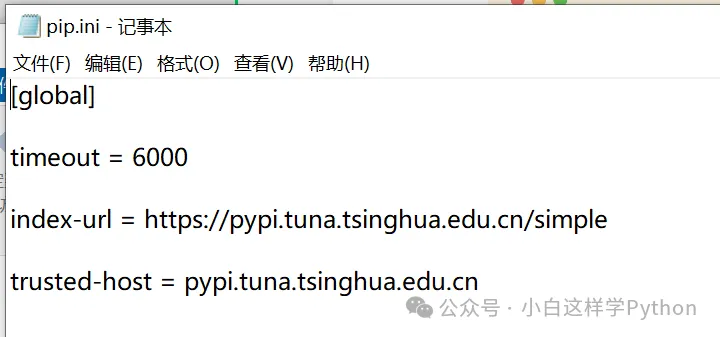 pip.ini - 记事本
文件(F) 编辑(E) 格式(O) 查看(V) 帮助(H)
[global]
timeout = 6000
index-url = https://pypi.tuna.tsinghua.edu.cn/simple
trusted-host = pypi.tuna.tsinghua.edu.cn
公众号 · 小白这样学Python